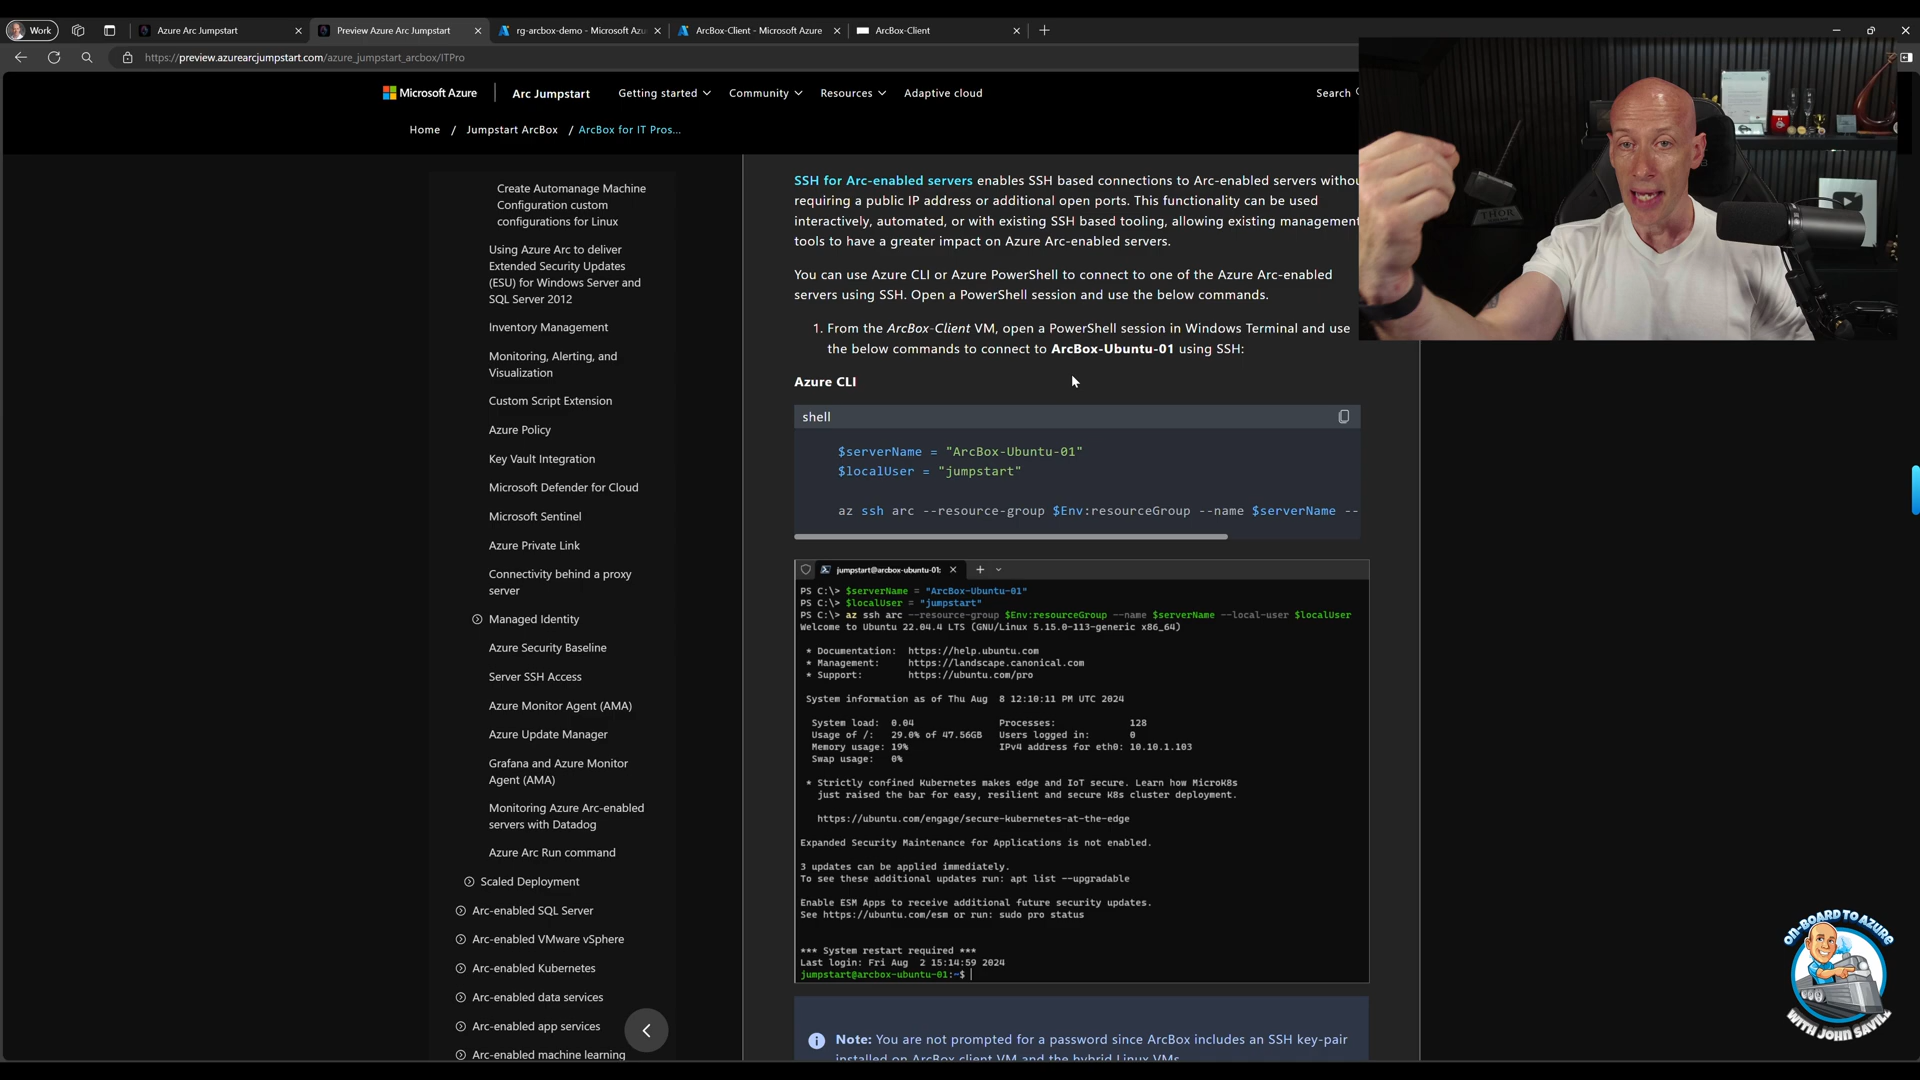 Work
Azure Arc Jumpstart
Preview Azure Arc Jumpstart
rg-arcbox-demo - Microsoft Azu
ArcBox-Client - Microsoft Azure
ArcBox-Client
https://preview.azurearcjumpstart.com/azure_jumpstart_arcbox/ITPro
Microsoft Azure
Arc Jumpstart
Getting started
Community
Resources
Adaptive cloud
Search
Home / Jumpstart ArcBox / ArcBox for IT Pros...
Create Automanage Machine
Configuration custom
configurations for Linux
Using Azure Arc to deliver
Extended Security Updates
(ESU) for Windows Server and
SQL Server 2012
Inventory Management
Monitoring, Alerting, and
Visualization
Custom Script Extension
Azure Policy
Key Vault Integration
Microsoft Defender for Cloud
Microsoft Sentinel
Azure Private Link
Connectivity behind a proxy
server
Managed Identity
Azure Security Baseline
Server SSH Access
Azure Monitor Agent (AMA)
Azure Update Manager
Grafana and Azure Monitor
Agent (AMA)
Monitoring Azure Arc-enabled
servers with Datadog
Azure Arc Run command
Scaled Deployment
Arc-enabled SQL Server
Arc-enabled VMware vSphere
Arc-enabled Kubernetes
Arc-enabled data services
Arc-enabled app services
Arc-enabled machine learning
SSH for Arc-enabled servers enables SSH based connections to Arc-enabled servers withou
requiring a public IP address or additional open ports. This functionality can be used
interactively, automated, or with existing SSH based tooling, allowing existing management
tools to have a greater impact on Azure Arc-enabled servers.
You can use Azure CLI or Azure PowerShell to connect to one of the Azure Arc-enabled
servers using SSH. Open a PowerShell session and use the below commands.
1. From the ArcBox-Client VM, open a PowerShell session in Windows Terminal and use
the below commands to connect to ArcBox-Ubuntu-01 using SSH:
Azure CLI
shell
$serverName = "ArcBox-Ubuntu-01"
$localUser = "jumpstart"
az ssh arc --resource-group $Env:resourceGroup --name $serverName --
jumpstart@arcbox-ubuntu-01:
PS C:\> $serverName = "ArcBox-Ubuntu-01"
PS C:\> $localUser = "jumpstart"
PS C:\> az ssh arc --resource-group $Env:resourceGroup --name $serverName --local-user $localUser
Welcome to Ubuntu 22.04.4 LTS (GNU/Linux 5.15.0-113-generic x86_64)
* Documentation: https://help.ubuntu.com
* Management: https://landscape.canonical.com
* Support: https://ubuntu.com/pro
System information as of Thu Aug 8 12:10:11 PM UTC 2024
System load: 0.04 Processes: 128
Usage of /: 29.0% of 47.56GB Users logged in: 0
Memory usage: 19% IPv4 address for eth0: 10.10.1.103
Swap usage: 0%
* Strictly confined Kubernetes makes edge and IoT secure. Learn how MicroK8s
just raised the bar for easy, resilient and secure K8s cluster deployment.
https://ubuntu.com/engage/secure-kubernetes-at-the-edge
Expanded Security Maintenance for Applications is not enabled.
3 updates can be applied immediately.
To see these additional updates run: apt list --upgradable
Enable ESM Apps to receive additional future security updates.
See https://ubuntu.com/esm or run: sudo pro status
*** System restart required ***
Last login: Fri Aug 2 15:14:59 2024
jumpstart@arcbox-ubuntu-01:~$
Note: You are not prompted for a password since ArcBox includes an SSH key-pair
installed on ArcBox client VM and the hybrid Linux VMs.
THOR
ON-BOARD TO AZURE
WITH JOHN SAVILL